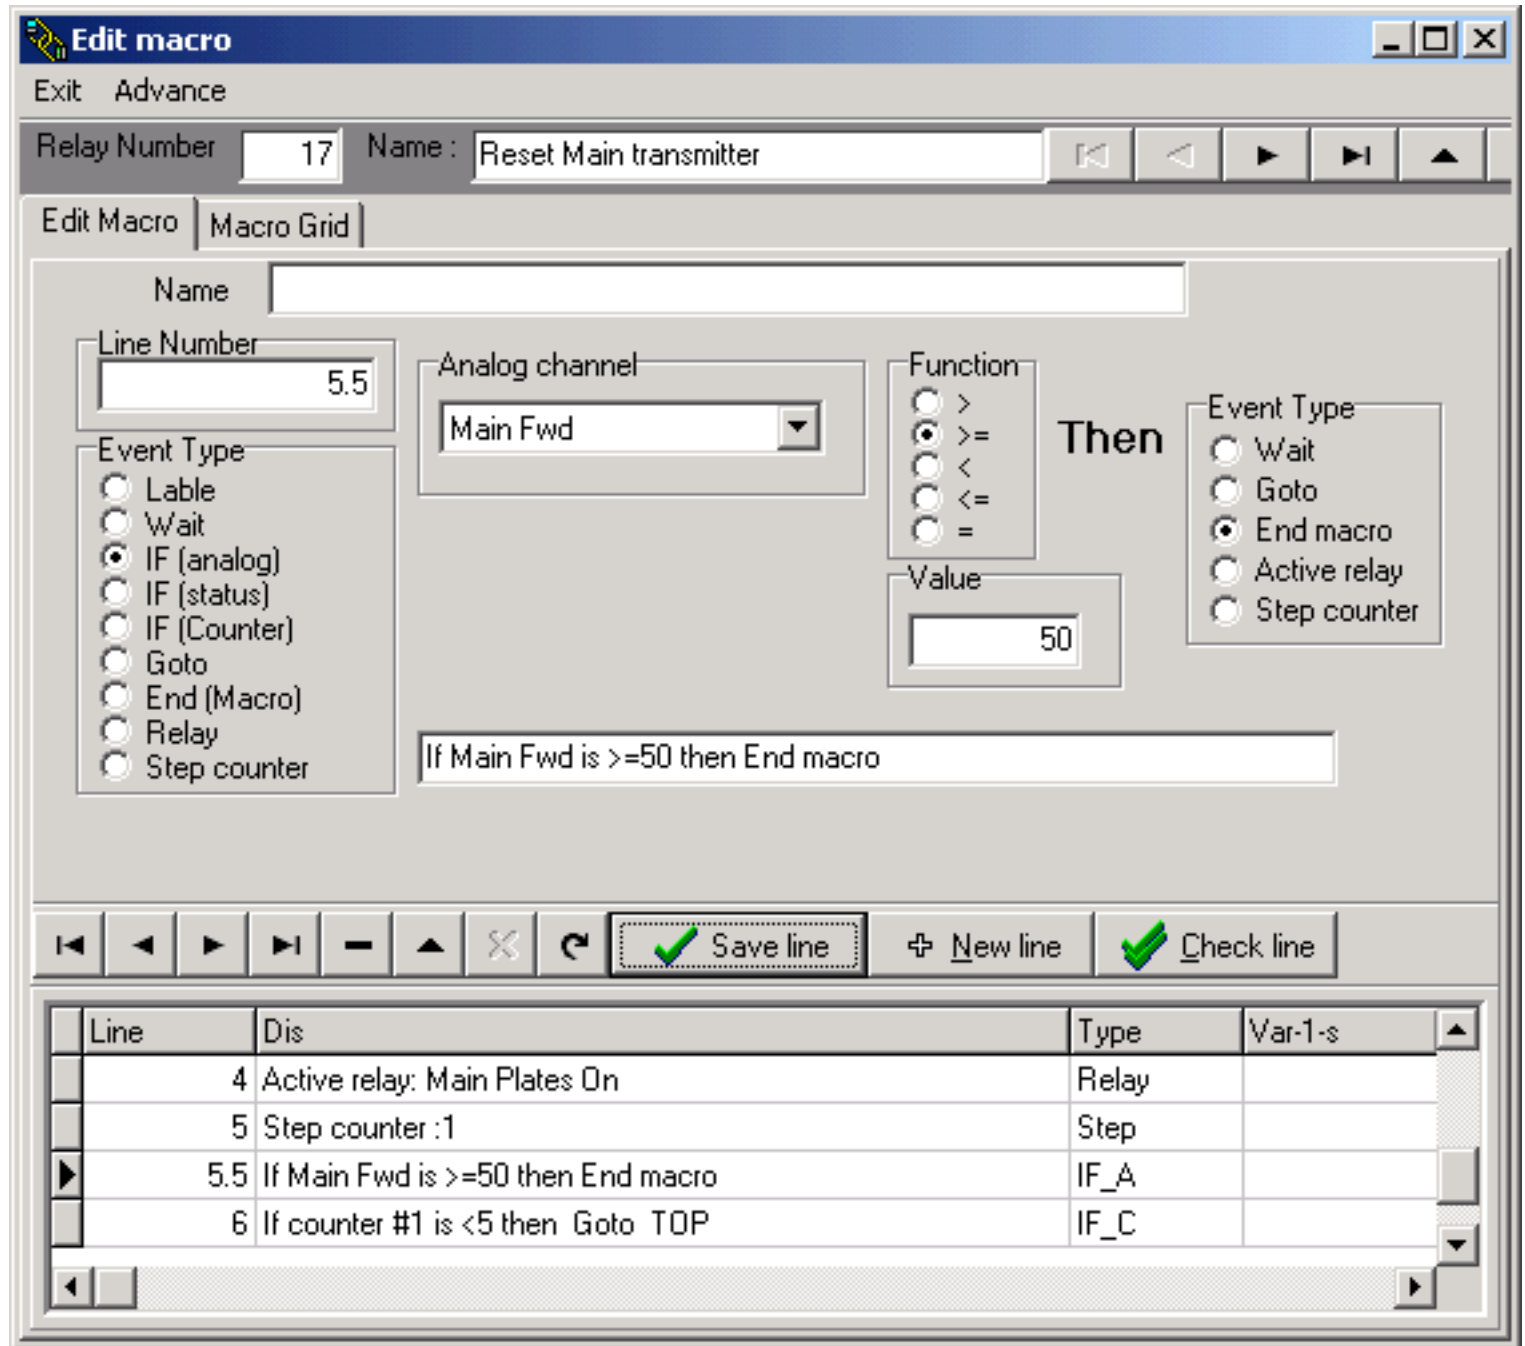 Edit macro
Exit Advance
Relay Number 17 Name : Reset Main transmitter
Edit Macro Macro Grid
Name
Line Number
5.5
Event Type
Lable
Wait
IF (analog)
IF (status)
IF (Counter)
Goto
End (Macro)
Relay
Step counter
Analog channel
Main Fwd
Function
>
>=
<
<=
=
Value
50
Then
Event Type
Wait
Goto
End macro
Active relay
Step counter
If Main Fwd is >=50 then End macro
Save line New line Check line
Line Dis Type Var-1-s
4 Active relay: Main Plates On Relay
5 Step counter :1 Step
5.5 If Main Fwd is >=50 then End macro IF_A
6 If counter #1 is <5 then Goto TOP IF_C